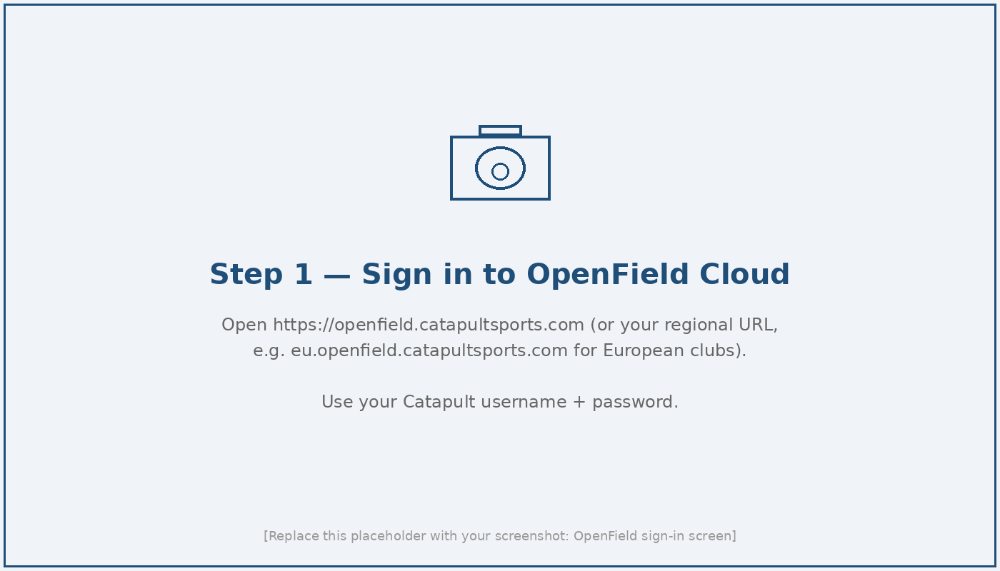 Step 1 — Sign in to OpenField Cloud
Open https://openfield.catapultsports.com (or your regional URL,
e.g. eu.openfield.catapultsports.com for European clubs).
Use your Catapult username + password.
[Replace this placeholder with your screenshot: OpenField sign-in screen]